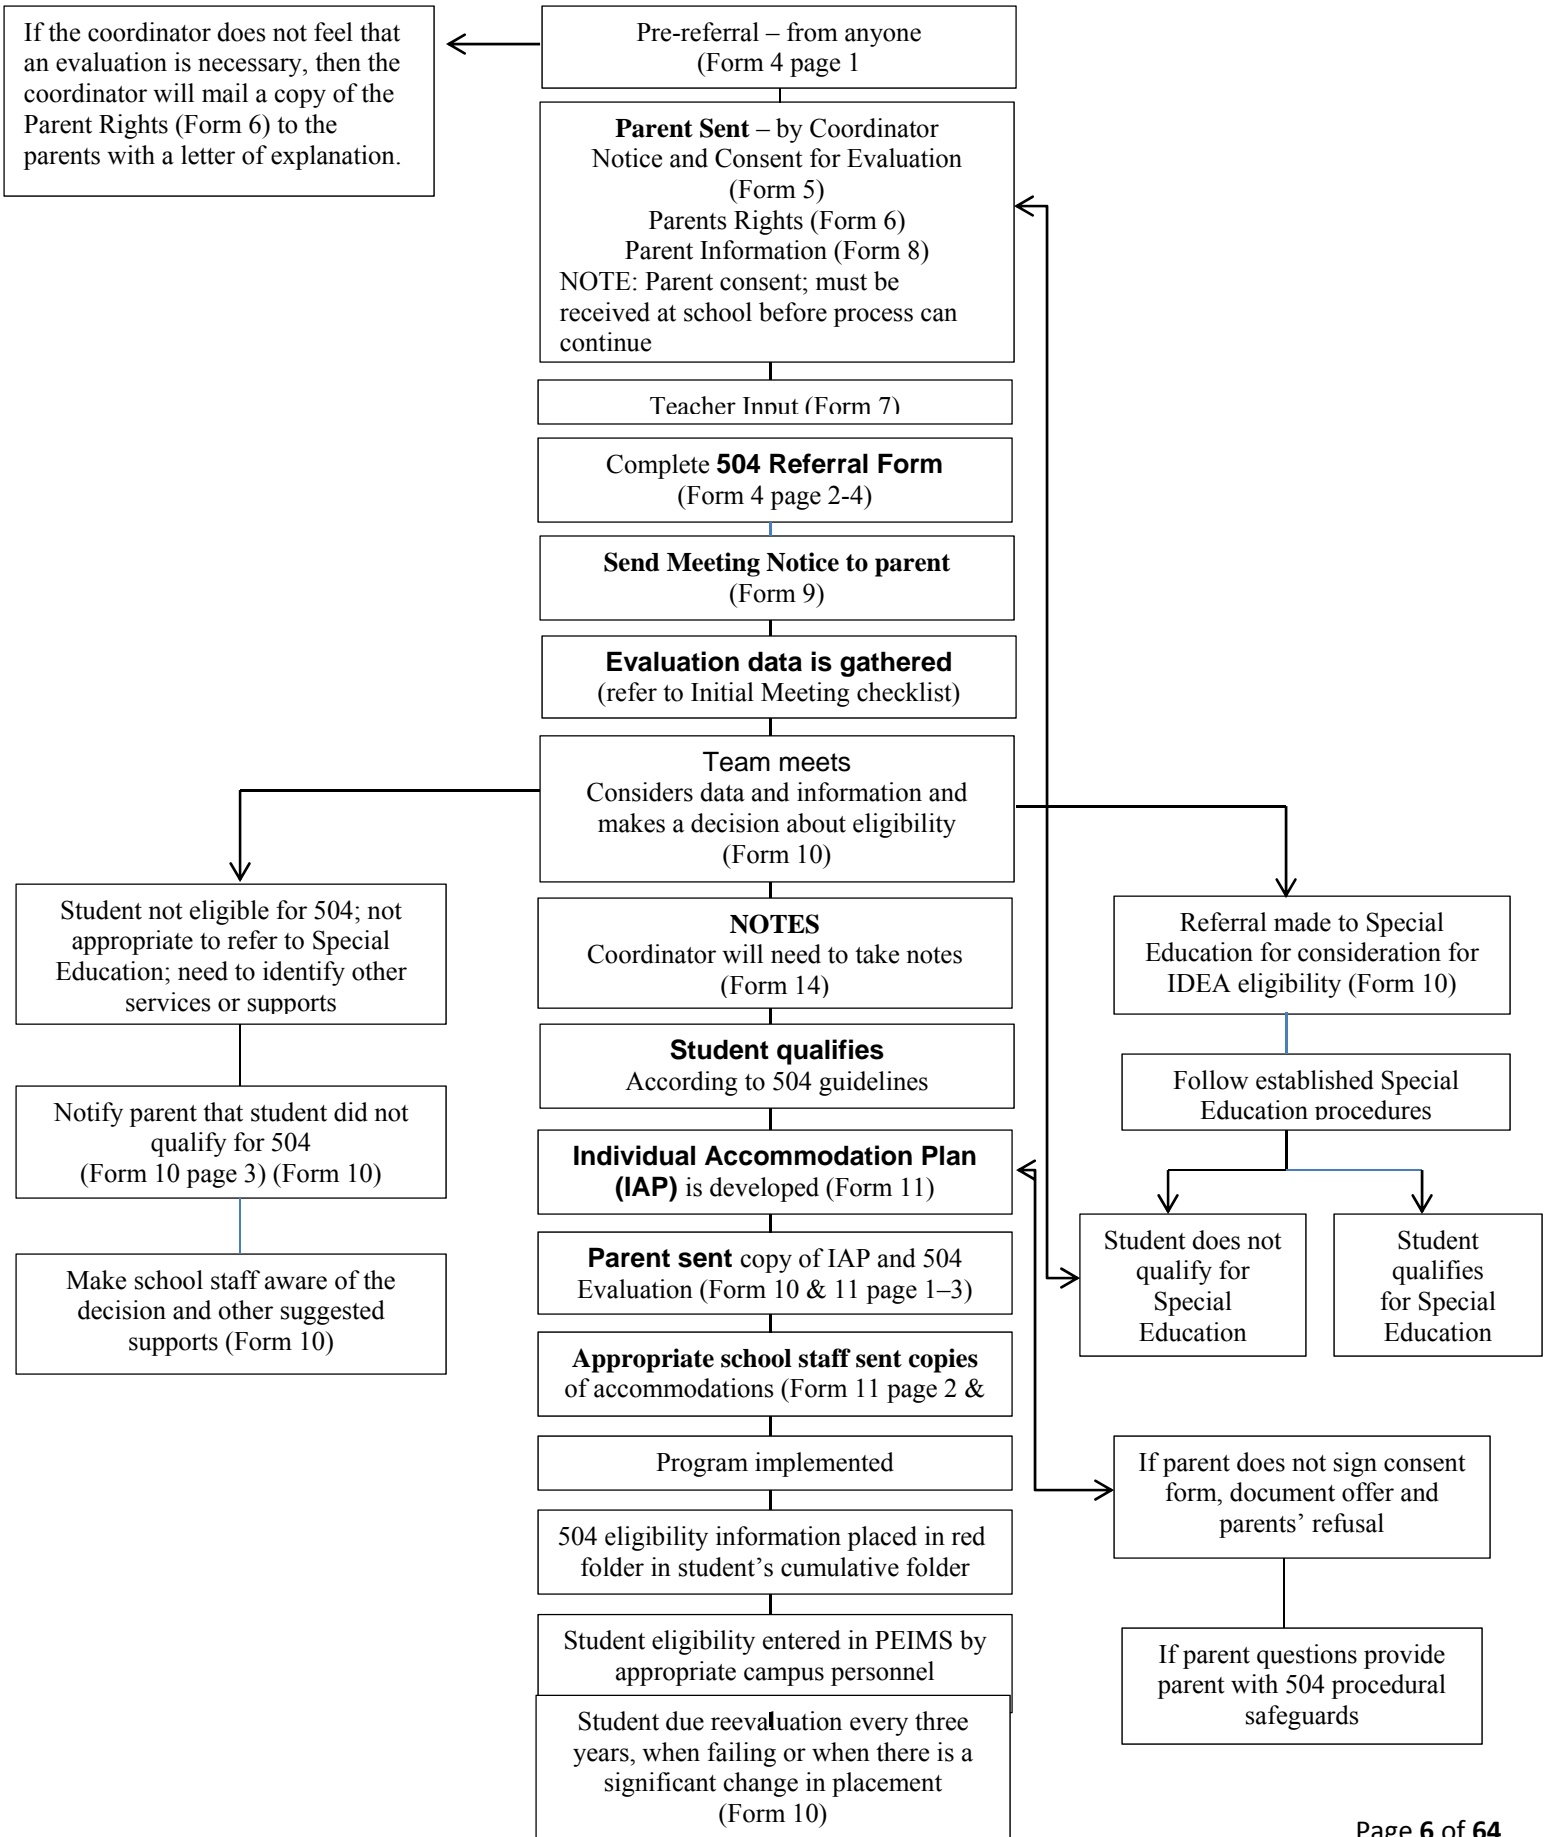 If the coordinator does not feel that
an evaluation is necessary, then the
coordinator will mail a copy of the
Parent Rights (Form 6) to the
parents with a letter of explanation.
Pre-referral – from anyone
(Form 4 page 1
Parent Sent – by Coordinator
Notice and Consent for Evaluation
(Form 5)
Parents Rights (Form 6)
Parent Information (Form 8)
NOTE: Parent consent; must be
received at school before process can
continue
Teacher Input (Form 7)
Complete 504 Referral Form
(Form 4 page 2-4)
Send Meeting Notice to parent
(Form 9)
Evaluation data is gathered
(refer to Initial Meeting checklist)
Team meets
Considers data and information and
makes a decision about eligibility
(Form 10)
Student not eligible for 504; not
appropriate to refer to Special
Education; need to identify other
services or supports
NOTES
Coordinator will need to take notes
(Form 14)
Referral made to Special
Education for consideration for
IDEA eligibility (Form 10)
Student qualifies
According to 504 guidelines
Follow established Special
Education procedures
Notify parent that student did not
qualify for 504
(Form 10 page 3) (Form 10)
Individual Accommodation Plan
(IAP) is developed (Form 11)
Student does not
qualify for
Special
Education
Student
qualifies
for Special
Education
Parent sent copy of IAP and 504
Evaluation (Form 10 & 11 page 1–3)
Make school staff aware of the
decision and other suggested
supports (Form 10)
Appropriate school staff sent copies
of accommodations (Form 11 page 2 &
Program implemented
If parent does not sign consent
form, document offer and
parents’ refusal
504 eligibility information placed in red
folder in student’s cumulative folder
Student eligibility entered in PEIMS by
appropriate campus personnel
If parent questions provide
parent with 504 procedural
safeguards
Student due reevaluation every three
years, when failing or when there is a
significant change in placement
(Form 10)
Page 6 of 64